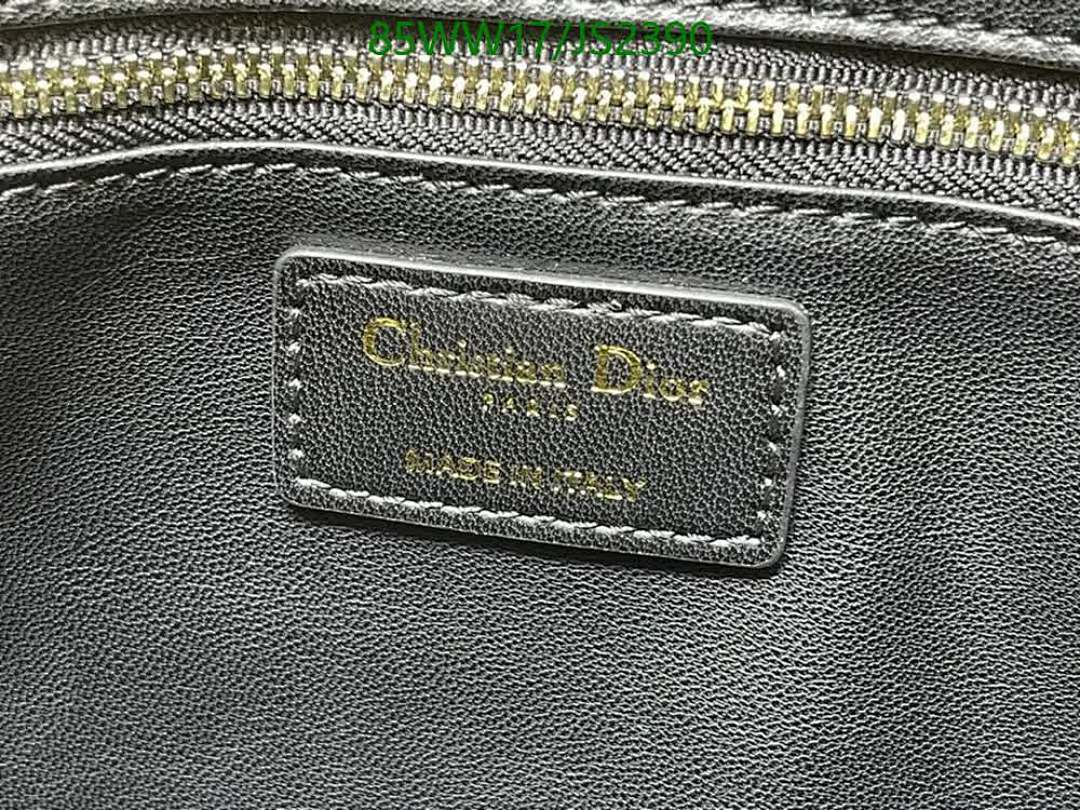 85WW17/JS2390
Christian Dior
PARIS
MADE IN ITALY